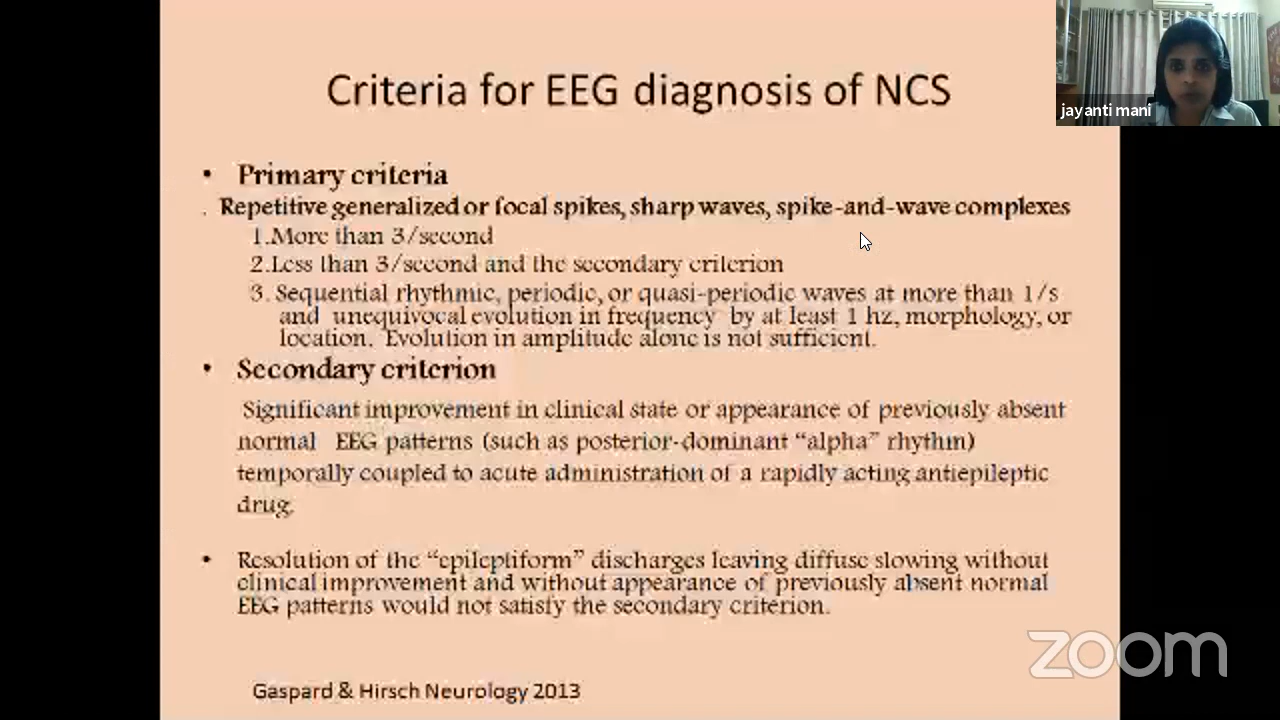 Criteria for EEG diagnosis of NCS
jayanti mani
• Primary criteria
. Repetitive generalized or focal spikes, sharp waves, spike-and-wave complexes
1.More than 3/second
2.Less than 3/second and the secondary criterion
3. Sequential rhythmic, periodic, or quasi-periodic waves at more than 1/s
and unequivocal evolution in frequency by at least 1 hz, morphology, or
location. Evolution in amplitude alone is not sufficient.
• Secondary criterion
Significant improvement in clinical state or appearance of previously absent
normal EEG patterns (such as posterior-dominant “alpha” rhythm)
temporally coupled to acute administration of a rapidly acting antiepileptic
drug.
• Resolution of the “epileptiform” discharges leaving diffuse slowing without
clinical improvement and without appearance of previously absent normal
EEG patterns would not satisfy the secondary criterion.
zoom
Gaspard & Hirsch Neurology 2013